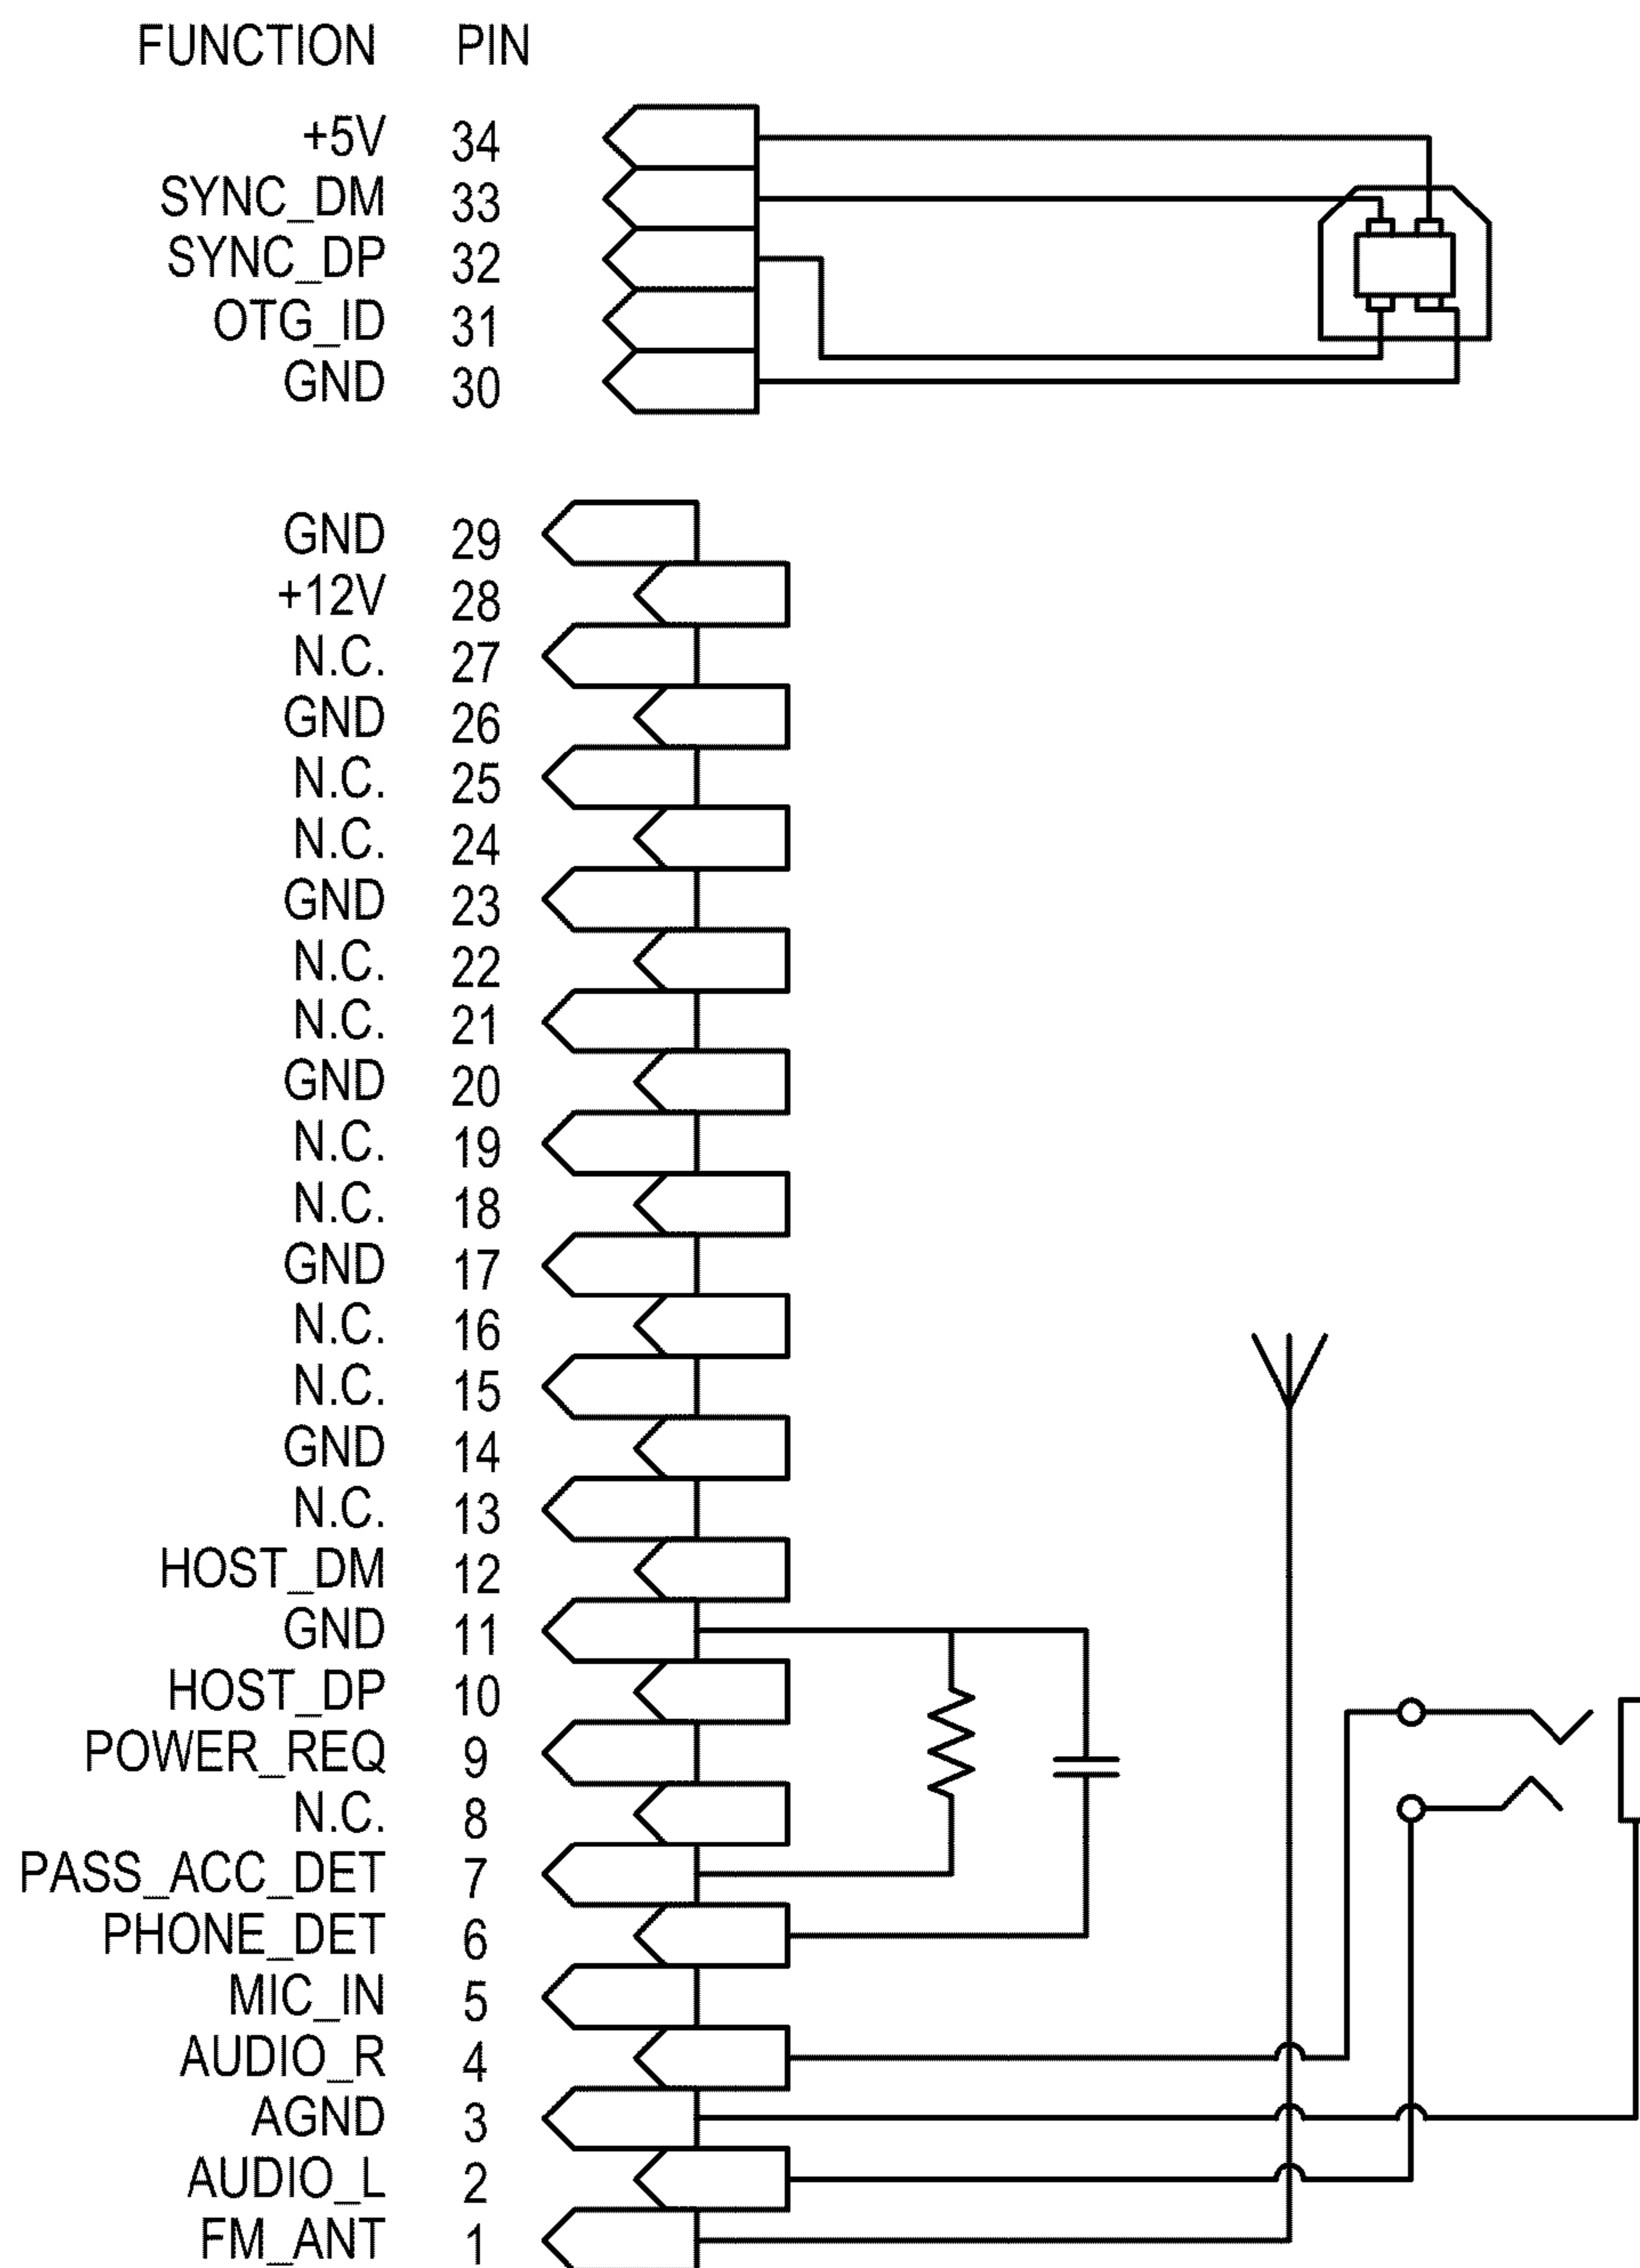 FUNCTION PIN
+5V 34
SYNC_DM 33
SYNC_DP 32
OTG_ID 31
GND 30
GND 29
+12V 28
N.C. 27
GND 26
N.C. 25
N.C. 24
GND 23
N.C. 22
N.C. 21
GND 20
N.C. 19
N.C. 18
GND 17
N.C. 16
N.C. 15
GND 14
N.C. 13
HOST_DM 12
GND 11
HOST_DP 10
POWER_REQ 9
N.C. 8
PASS_ACC_DET 7
PHONE_DET 6
MIC_IN 5
AUDIO_R 4
AGND 3
AUDIO_L 2
FM_ANT 1